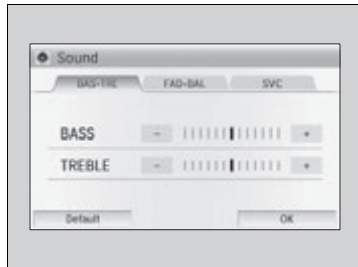 Sound
BAS-TRE FAD-BAL SVC
BASS - +
TREBLE - +
Default OK